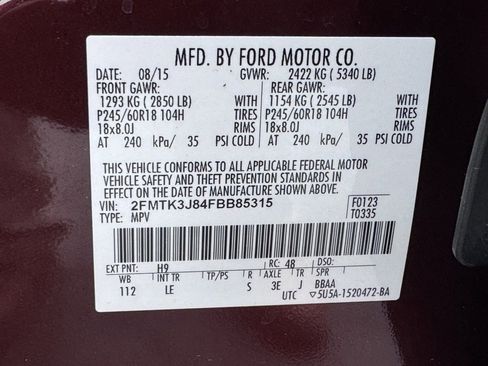 MFD. BY FORD MOTOR CO.
DATE: 08/15 GVWR: 2422 KG ( 5340 LB)
FRONT GAWR: REAR GAWR:
1293 KG ( 2850 LB) WITH 1154 KG ( 2545 LB) WITH
P245/60R18 104H TIRES P245/60R18 104H TIRES
18x8.0J RIMS 18x8.0J RIMS
AT 240 kPa/ 35 PSI COLD AT 240 kPa/ 35 PSI COLD
THIS VEHICLE CONFORMS TO ALL APPLICABLE FEDERAL MOTOR
VEHICLE SAFETY AND THEFT PREVENTION STANDARDS IN
EFFECT ON THE DATE OF MANUFACTURE SHOWN ABOVE.
VIN: 2FMTK3J84FBB85315 F0123
TYPE: MPV T0335
EXT PNT: H9 RC: 48 DSO:
WB INT TR TP/PS R AXLE TR SPR
112 LE S 3E J BBAA
UTC ▽5U5A-1520472-BA